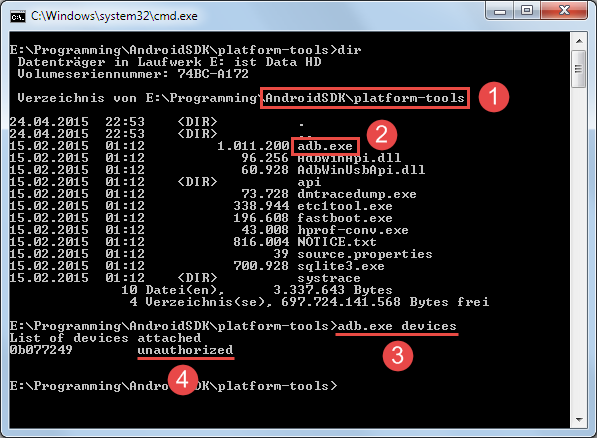 C:\Windows\system32\cmd.exe
E:\Programming\AndroidSDK\platform-tools>dir
Datenträger in Laufwerk E: ist Data HD
Volumeseriennummer: 74BC-A172
Verzeichnis von E:\Programming\AndroidSDK\platform-tools
1
24.04.2015 22:53 <DIR> .
24.04.2015 22:53 <DIR> ..
2
15.02.2015 01:12 1.011.200 adb.exe
15.02.2015 01:12 96.256 AdbWinApi.dll
15.02.2015 01:12 60.928 AdbWinUsbApi.dll
15.02.2015 01:12 <DIR> api
15.02.2015 01:12 73.728 dmtracedump.exe
15.02.2015 01:12 338.944 etc1tool.exe
15.02.2015 01:12 196.608 fastboot.exe
15.02.2015 01:12 43.008 hprof-conv.exe
15.02.2015 01:12 816.004 NOTICE.txt
15.02.2015 01:12 39 source.properties
15.02.2015 01:12 700.928 sqlite3.exe
15.02.2015 01:12 <DIR> systrace
10 Datei(en), 3.337.643 Bytes
4 Verzeichnis(se), 697.724.141.568 Bytes frei
E:\Programming\AndroidSDK\platform-tools>adb.exe devices
List of devices attached
0b077249 unauthorized
3
4
E:\Programming\AndroidSDK\platform-tools>